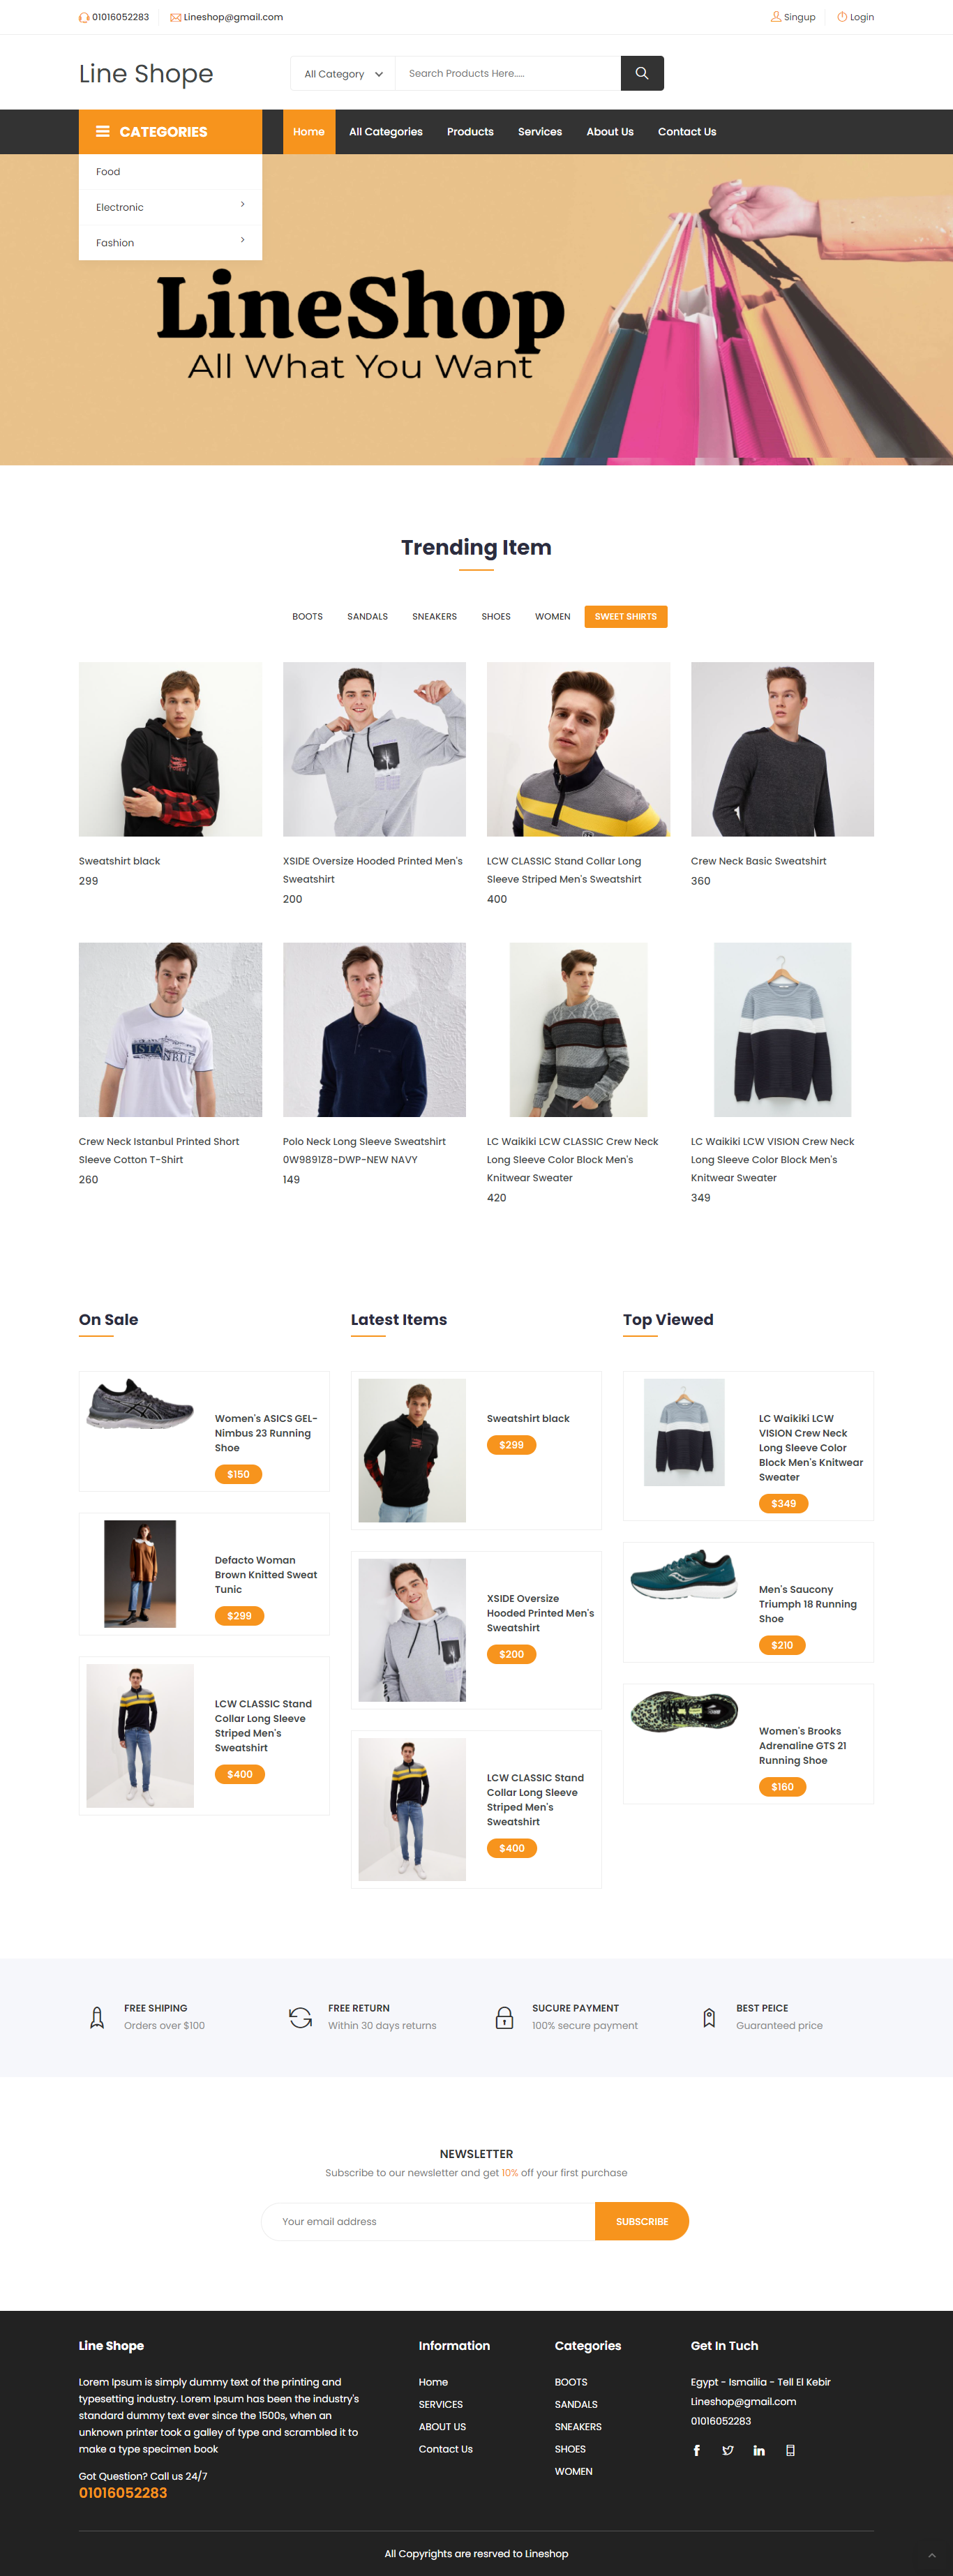 01016052283
Lineshop@gmail.com
Singup
Login
Line Shope
All Category
Search Products Here.....
CATEGORIES
Home
All Categories
Products
Services
About Us
Contact Us
Food
Electronic
Fashion
LineShop
All What You Want
Trending Item
BOOTS
SANDALS
SNEAKERS
SHOES
WOMEN
SWEET SHIRTS
Sweatshirt black
299
XSIDE Oversize Hooded Printed Men's
Sweatshirt
200
LCW CLASSIC Stand Collar Long
Sleeve Striped Men's Sweatshirt
400
Crew Neck Basic Sweatshirt
360
ISTANBUL
Crew Neck Istanbul Printed Short
Sleeve Cotton T-Shirt
260
Polo Neck Long Sleeve Sweatshirt
0W9891Z8-DWP-NEW NAVY
149
LC Waikiki LCW CLASSIC Crew Neck
Long Sleeve Color Block Men's
Knitwear Sweater
420
LC Waikiki LCW VISION Crew Neck
Long Sleeve Color Block Men's
Knitwear Sweater
349
On Sale
Women's ASICS GEL-
Nimbus 23 Running
Shoe
$150
Defacto Woman
Brown Knitted Sweat
Tunic
$299
LCW CLASSIC Stand
Collar Long Sleeve
Striped Men's
Sweatshirt
$400
Latest Items
Sweatshirt black
$299
XSIDE Oversize
Hooded Printed Men's
Sweatshirt
$200
LCW CLASSIC Stand
Collar Long Sleeve
Striped Men's
Sweatshirt
$400
Top Viewed
LC Waikiki LCW
VISION Crew Neck
Long Sleeve Color
Block Men's Knitwear
Sweater
$349
Men's Saucony
Triumph 18 Running
Shoe
$210
Women's Brooks
Adrenaline GTS 21
Running Shoe
$160
FREE SHIPING
Orders over $100
FREE RETURN
Within 30 days returns
SUCURE PAYMENT
100% secure payment
BEST PEICE
Guaranteed price
NEWSLETTER
Subscribe to our newsletter and get 10% off your first purchase
Your email address
SUBSCRIBE
Line Shope
Lorem Ipsum is simply dummy text of the printing and
typesetting industry. Lorem Ipsum has been the industry's
standard dummy text ever since the 1500s, when an
unknown printer took a galley of type and scrambled it to
make a type specimen book
Got Question? Call us 24/7
01016052283
Information
Home
SERVICES
ABOUT US
Contact Us
Categories
BOOTS
SANDALS
SNEAKERS
SHOES
WOMEN
Get In Tuch
Egypt - Ismailia - Tell El Kebir
Lineshop@gmail.com
01016052283
All Copyrights are resrved to Lineshop